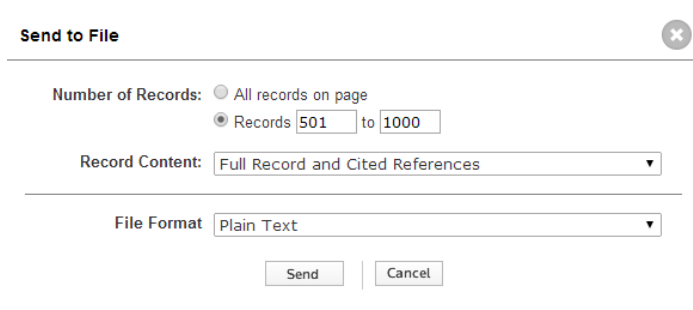 Send to File
Number of Records: All records on page
Records 501 to 1000
Record Content: Full Record and Cited References
File Format Plain Text
Send Cancel